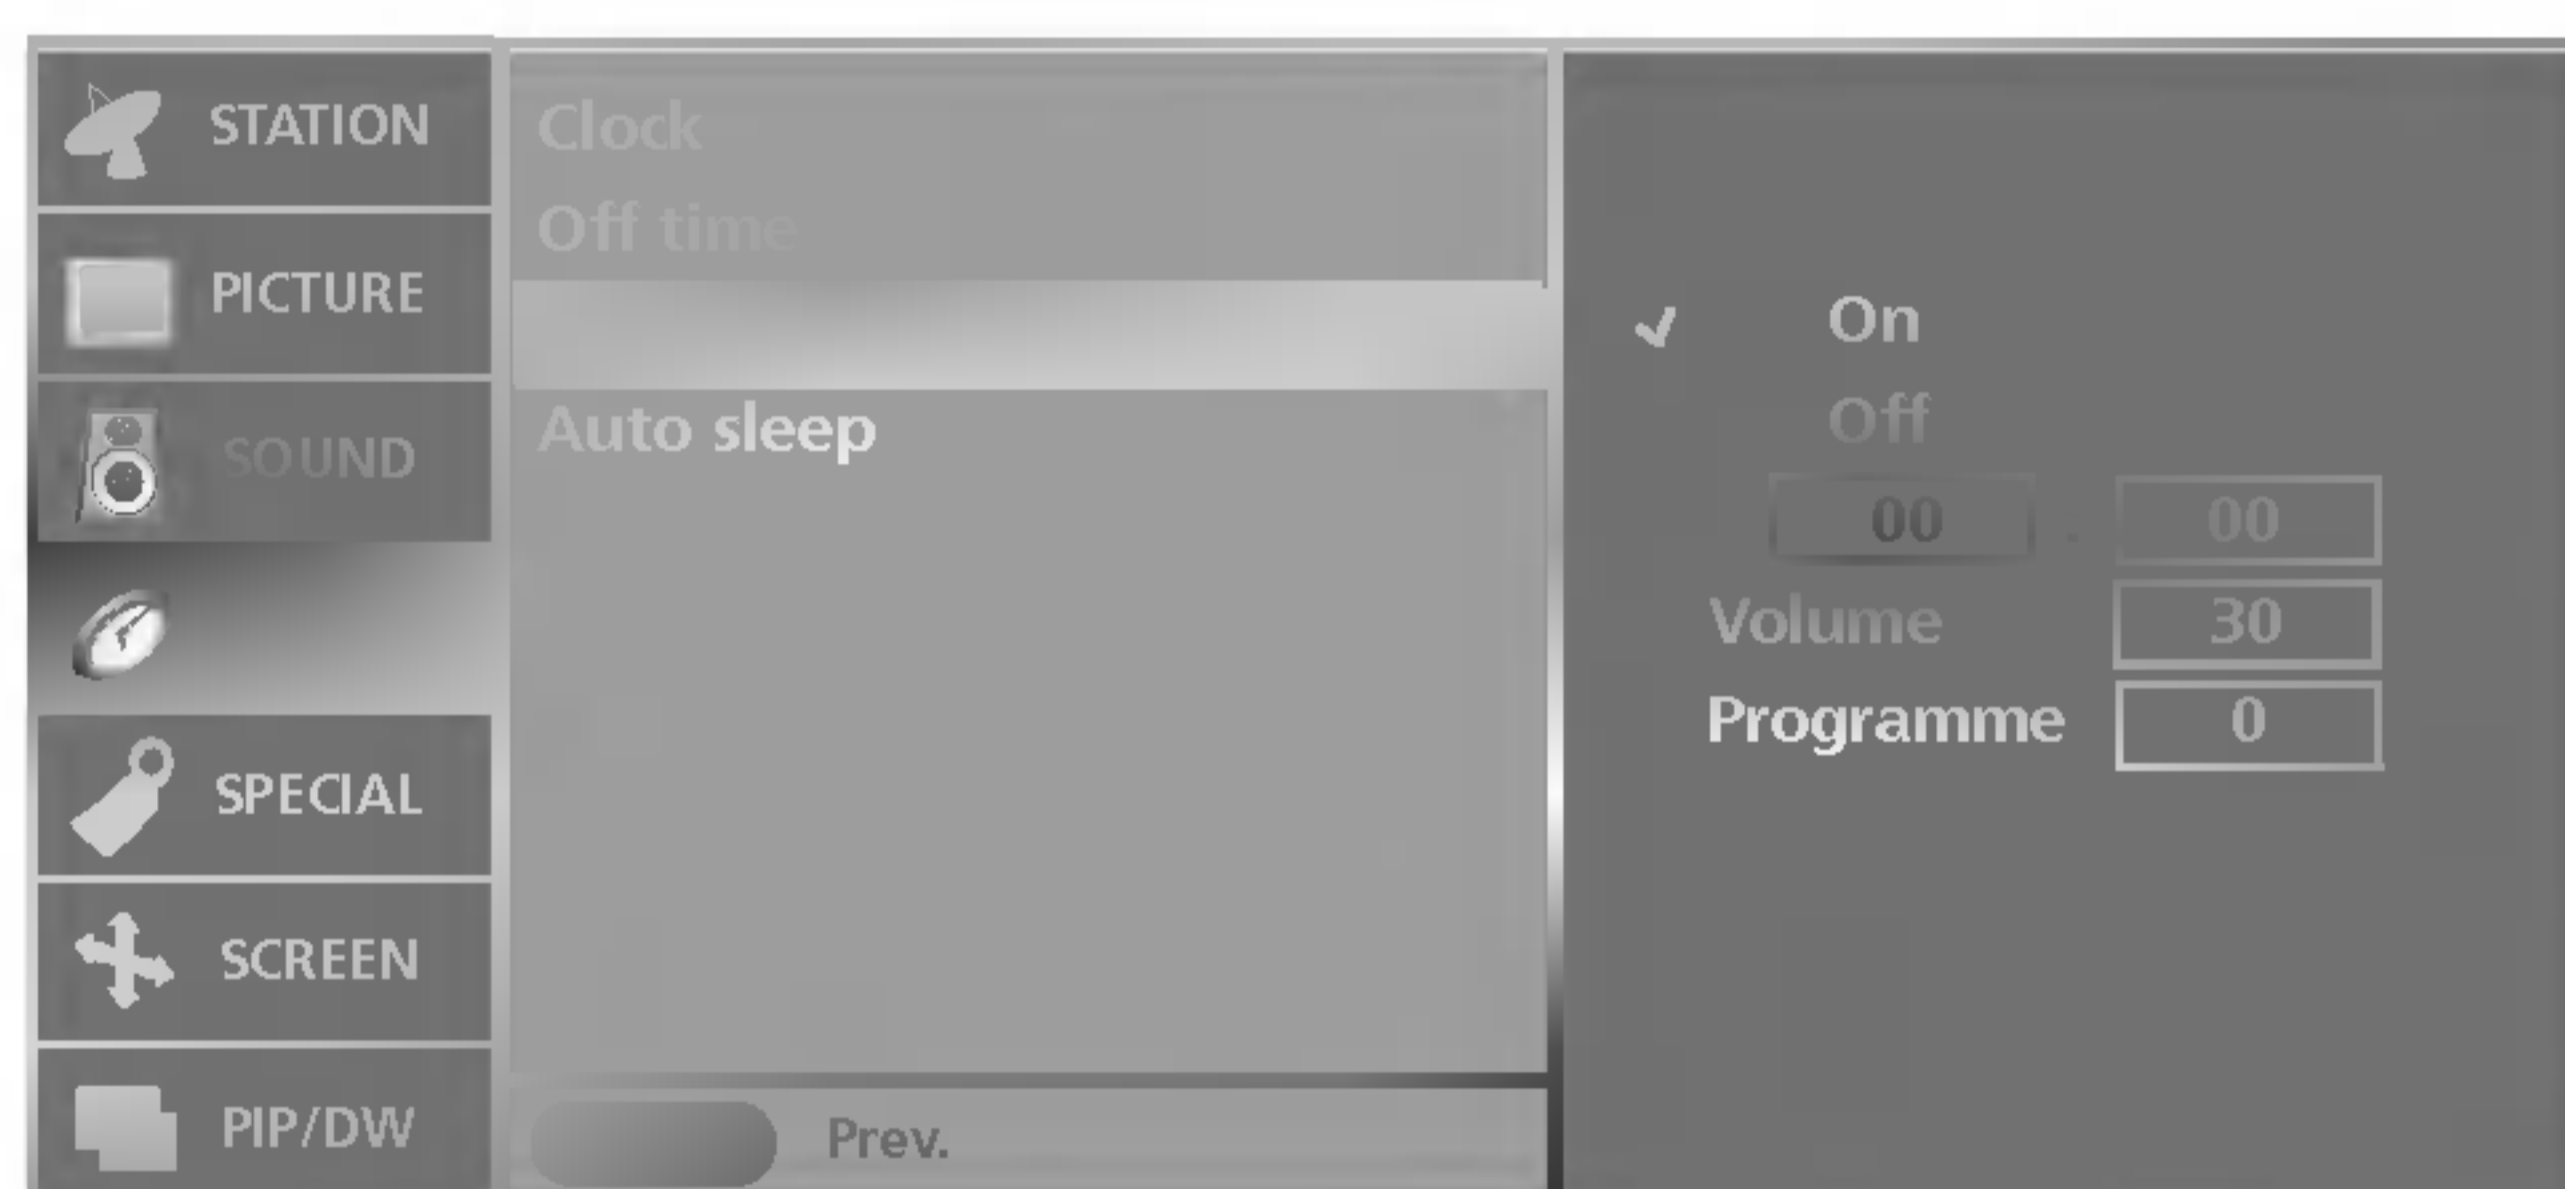 STATION
PICTURE
SOUND
SPECIAL
SCREEN
PIP/DW
Clock
Off time
Auto sleep
Prev.
On
Off
00 : 00
Volume 30
Programme 0